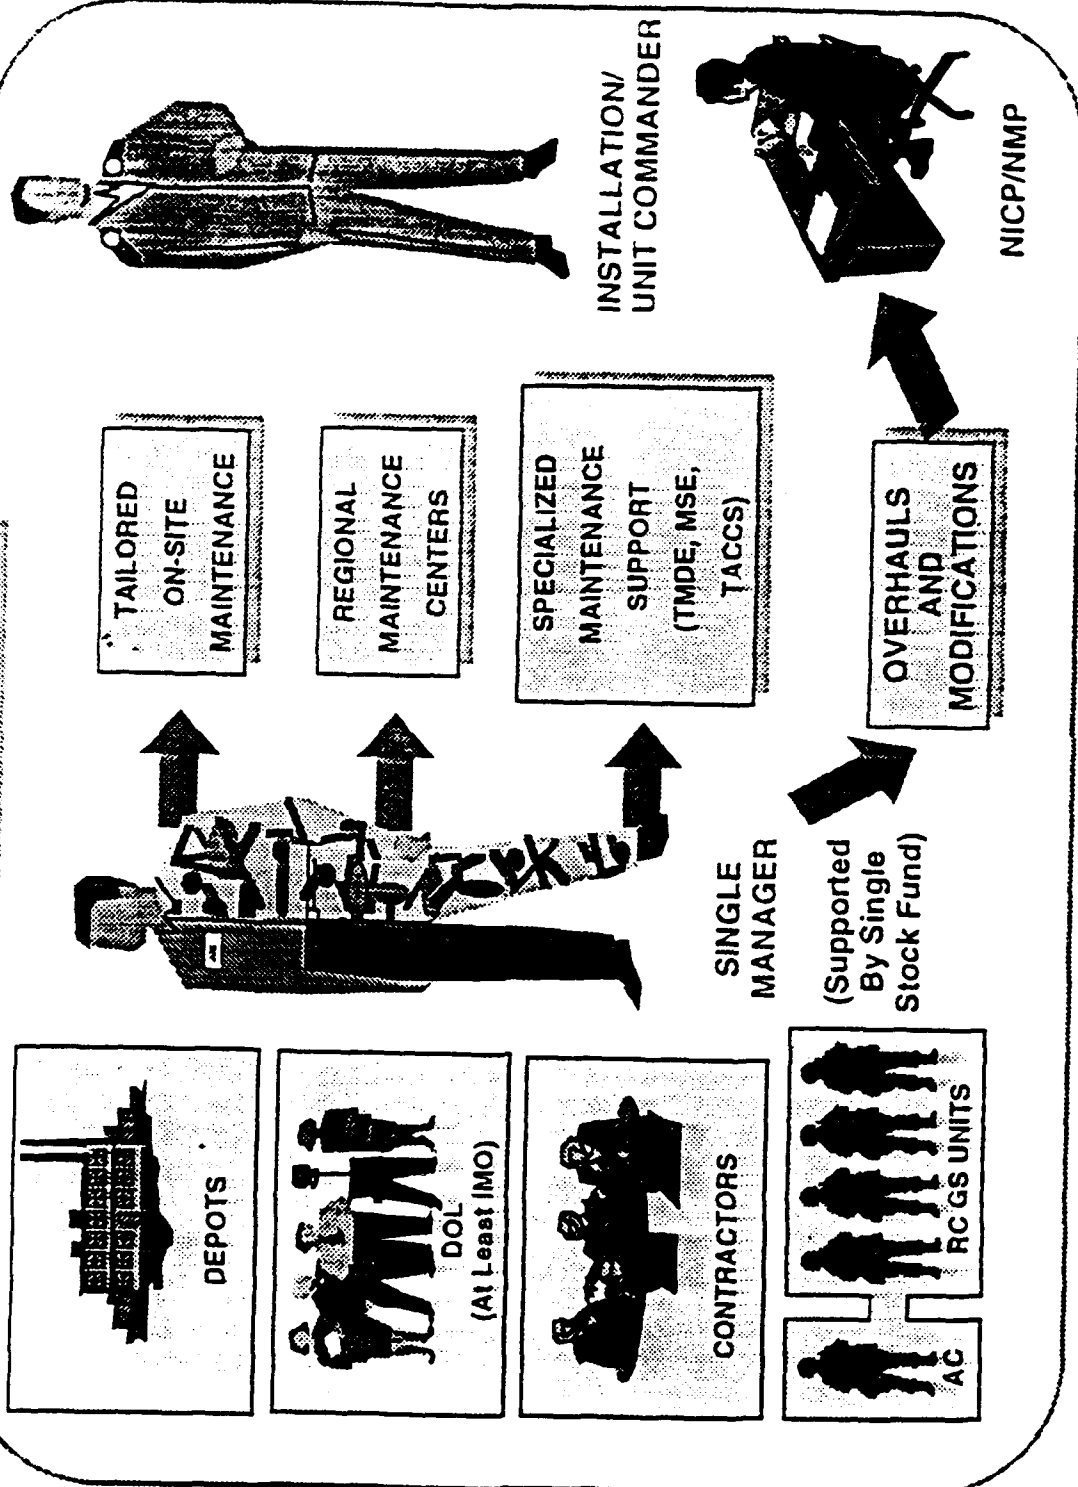 DEPOTS
DOL
(At Least IMO)
CONTRACTORS
AC
RC GS UNITS
SINGLE
MANAGER
(Supported
By Single
Stock Fund)
TAILORED
ON-SITE
MAINTENANCE
REGIONAL
MAINTENANCE
CENTERS
SPECIALIZED
MAINTENANCE
SUPPORT
(TMDE, MSE,
TACCS)
OVERHAULS
AND
MODIFICATIONS
INSTALLATION/
UNIT COMMANDER
NICP/NMP